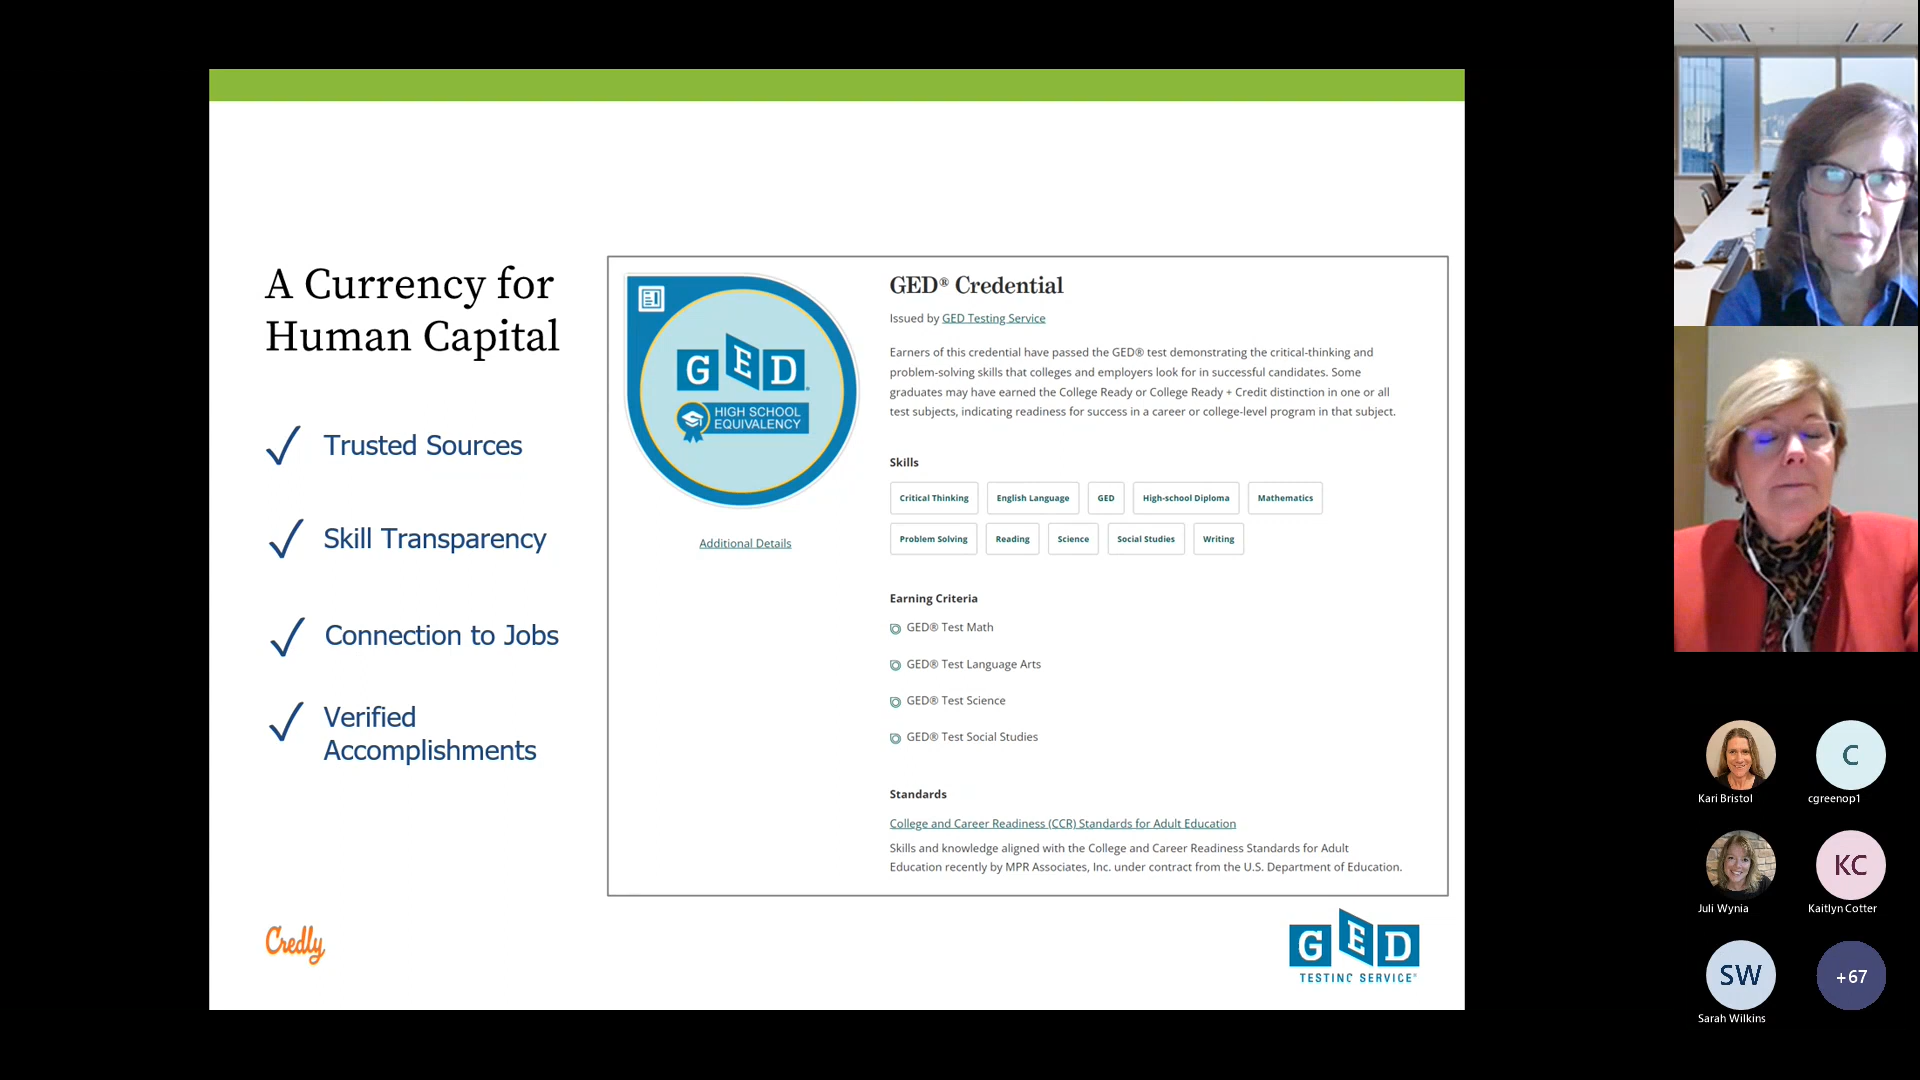 A Currency for
Human Capital
Trusted Sources
Skill Transparency
Connection to Jobs
Verified
Accomplishments
Credly
GED®
HIGH SCHOOL
EQUIVALENCY
Additional Details
GED® Credential
Issued by GED Testing Service
Earners of this credential have passed the GED® test demonstrating the critical-thinking and
problem-solving skills that colleges and employers look for in successful candidates. Some
graduates may have earned the College Ready or College Ready + Credit distinction in one or all
test subjects, indicating readiness for success in a career or college-level program in that subject.
Skills
Critical Thinking English Language GED High-school Diploma Mathematics
Problem Solving Reading Science Social Studies Writing
Earning Criteria
GED® Test Math
GED® Test Language Arts
GED® Test Science
GED® Test Social Studies
Standards
College and Career Readiness (CCR) Standards for Adult Education
Skills and knowledge aligned with the College and Career Readiness Standards for Adult
Education recently by MPR Associates, Inc. under contract from the U.S. Department of Education.
GED
TESTING SERVICE®
Kari Bristol
C
cgreenop1
Juli Wynia
KC
Kaitlyn Cotter
SW
Sarah Wilkins
+67